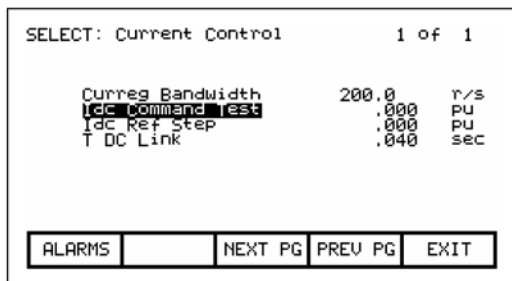 SELECT: Current Control 1 of 1
Curreg Bandwidth 200.0 r/s
Idc Command Test .000 pu
Idc Ref Step .000 pu
T DC Link .040 sec
ALARMS NEXT PG PREV PG EXIT